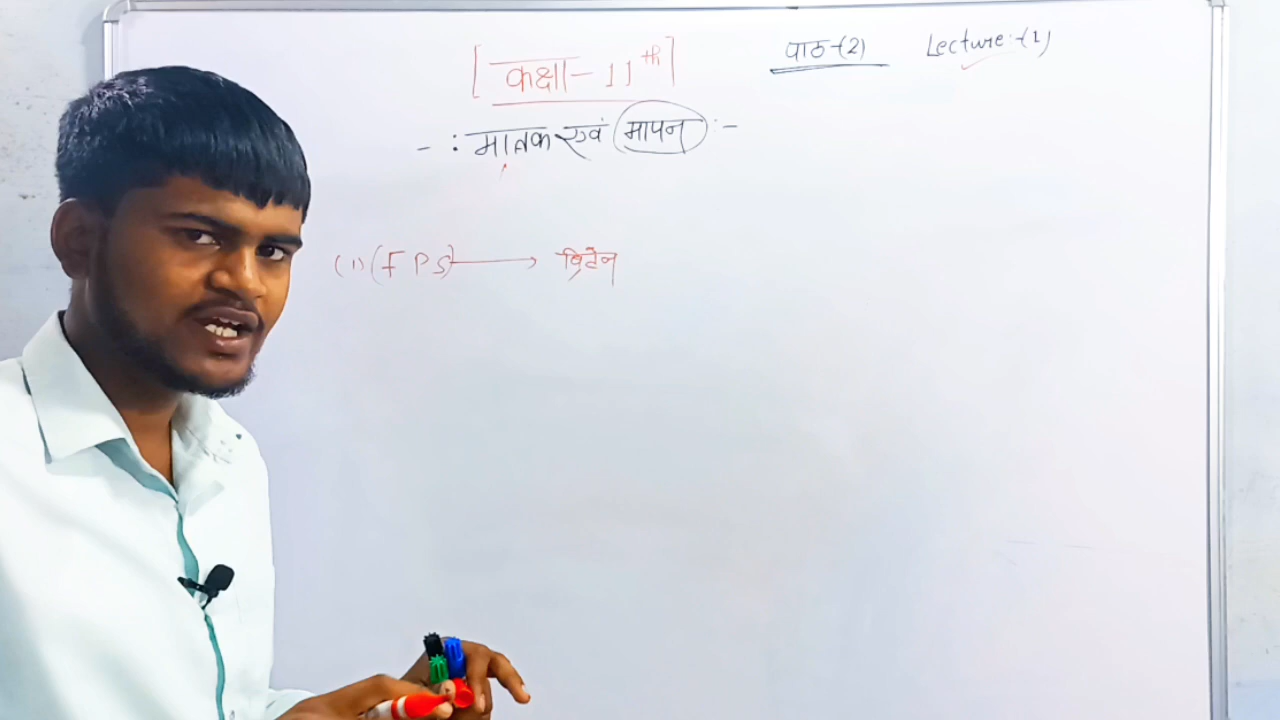 [कक्षा-11th] पाठ-(2) Lecture:-(1)
-: मात्रक एवं मापन :-
(1) (FPS) → ब्रिटेन